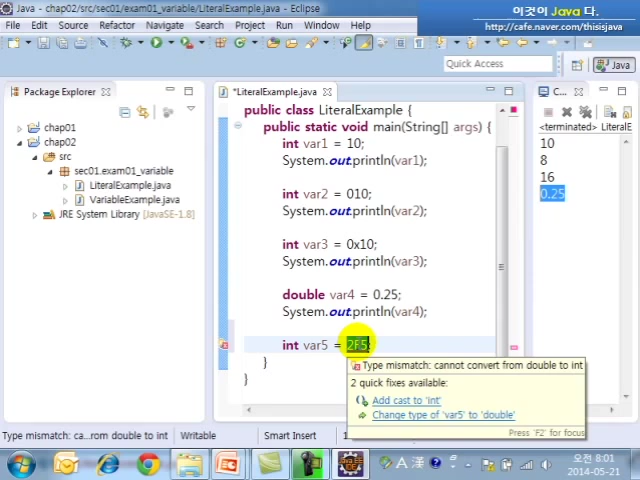 Java - chap02/src/sec01/exam01_variable/LiteralExample.java - Eclipse
이것이 Java 다.
http://cafe.naver.com/thisisjava
File Edit Source Refactor Navigate Search Project Run Window Help
Quick Access
Java
Package Explorer
chap01
chap02
src
sec01.exam01_variable
LiteralExample.java
VariableExample.java
JRE System Library [JavaSE-1.8]
*LiteralExample.java
public class LiteralExample {
public static void main(String[] args) {
int var1 = 10;
System.out.println(var1);
int var2 = 010;
System.out.println(var2);
int var3 = 0x10;
System.out.println(var3);
double var4 = 0.25;
System.out.println(var4);
int var5 =
}
}
Type mismatch: cannot convert from double to int
2 quick fixes available:
Add cast to 'int'
Change type of 'var5' to 'double'
Press 'F2' for focus
C...
<terminated> LiteralE
10
8
16
0.25
Type mismatch: ca...rom double to int
Writable
Smart Insert
A 漢
오전 8:01
2014-05-21